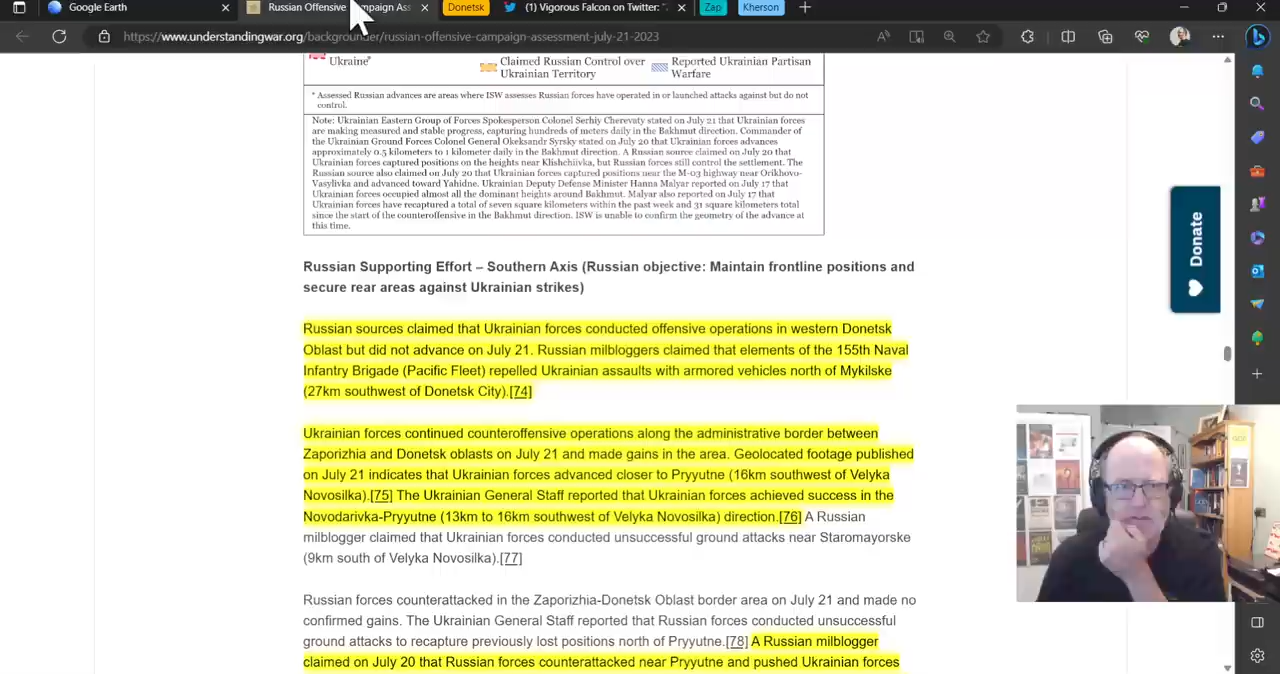 Google Earth
Russian Offensive Campaign Ass
Donetsk
(1) Vigorous Falcon on Twitter: "
Zap
Kherson
https://www.understandingwar.org/backgrounder/russian-offensive-campaign-assessment-july-21-2023
Ukraine*
Claimed Russian Control over
Ukrainian Territory
Reported Ukrainian Partisan
Warfare
* Assessed Russian advances are areas where ISW assesses Russian forces have operated in or launched attacks against but do not
control.
Note: Ukrainian Eastern Group of Forces Spokesperson Colonel Serhiy Cherevaty stated on July 21 that Ukrainian forces
are making measured and stable progress, capturing hundreds of meters daily in the Bakhmut direction. Commander of
the Ukrainian Ground Forces Colonel General Oleksandr Syrsky stated on July 20 that Ukrainian forces advances
approximately 0.5 kilometers to 1 kilometer daily in the Bakhmut direction. A Russian source claimed on July 20 that
Ukrainian forces captured positions on the heights near Klishchiivka, but Russian forces still control the settlement. The
Russian source also claimed on July 20 that Ukrainian forces captured positions near the M-03 highway near Orikhovo-
Vasylivka and advanced toward Yahidne. Ukrainian Deputy Defense Minister Hanna Malyar reported on July 17 that
Ukrainian forces occupied almost all the dominant heights around Bakhmut. Malyar also reported on July 17 that
Ukrainian forces have recaptured a total of seven square kilometers within the past week and 31 square kilometers total
since the start of the counteroffensive in the Bakhmut direction. ISW is unable to confirm the geometry of the advance at
this time.
Donate
Russian Supporting Effort – Southern Axis (Russian objective: Maintain frontline positions and
secure rear areas against Ukrainian strikes)
Russian sources claimed that Ukrainian forces conducted offensive operations in western Donetsk
Oblast but did not advance on July 21. Russian milbloggers claimed that elements of the 155th Naval
Infantry Brigade (Pacific Fleet) repelled Ukrainian assaults with armored vehicles north of Mykilske
(27km southwest of Donetsk City).[74]
Ukrainian forces continued counteroffensive operations along the administrative border between
Zaporizhia and Donetsk oblasts on July 21 and made gains in the area. Geolocated footage published
on July 21 indicates that Ukrainian forces advanced closer to Pryyutne (16km southwest of Velyka
Novosilka).[75] The Ukrainian General Staff reported that Ukrainian forces achieved success in the
Novodarivka-Pryyutne (13km to 16km southwest of Velyka Novosilka) direction.[76] A Russian
milblogger claimed that Ukrainian forces conducted unsuccessful ground attacks near Staromayorske
(9km south of Velyka Novosilka).[77]
Russian forces counterattacked in the Zaporizhia-Donetsk Oblast border area on July 21 and made no
confirmed gains. The Ukrainian General Staff reported that Russian forces conducted unsuccessful
ground attacks to recapture previously lost positions north of Pryyutne.[78] A Russian milblogger
claimed on July 20 that Russian forces counterattacked near Pryyutne and pushed Ukrainian forces